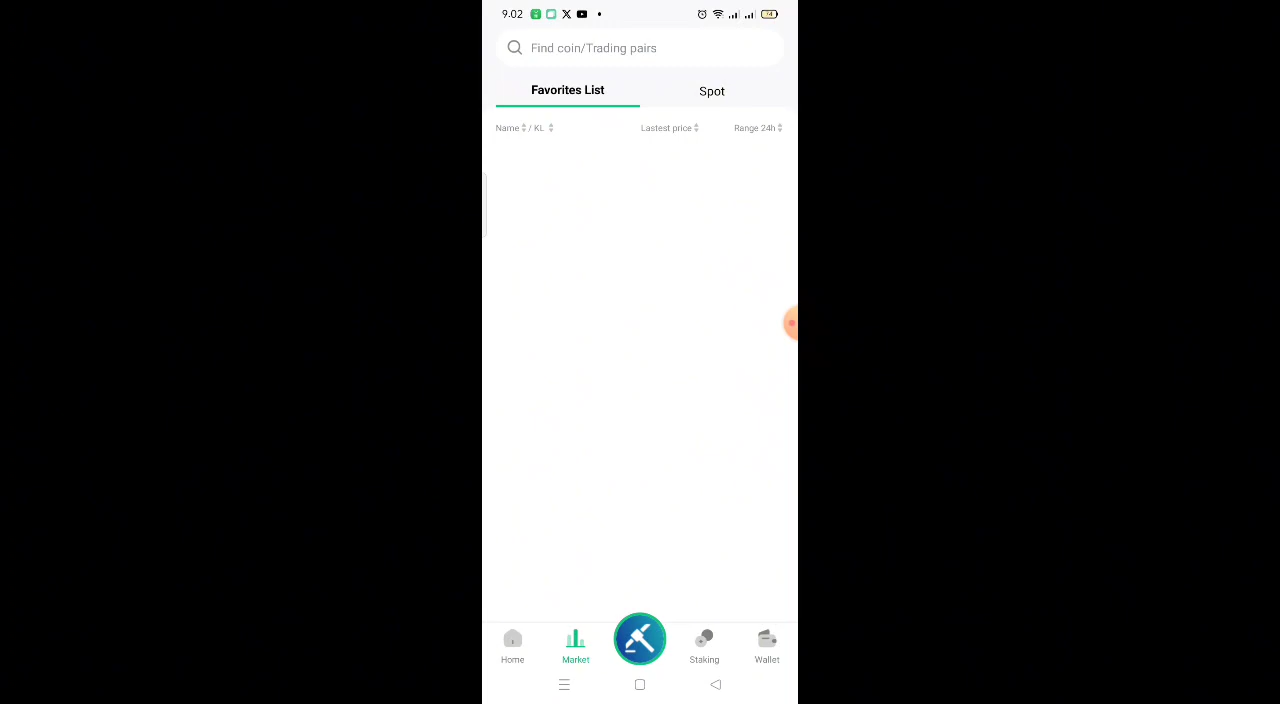 9.02
74
Find coin/Trading pairs
Favorites List
Spot
Name / KL
Lastest price
Range 24h
Home
Market
Staking
Wallet